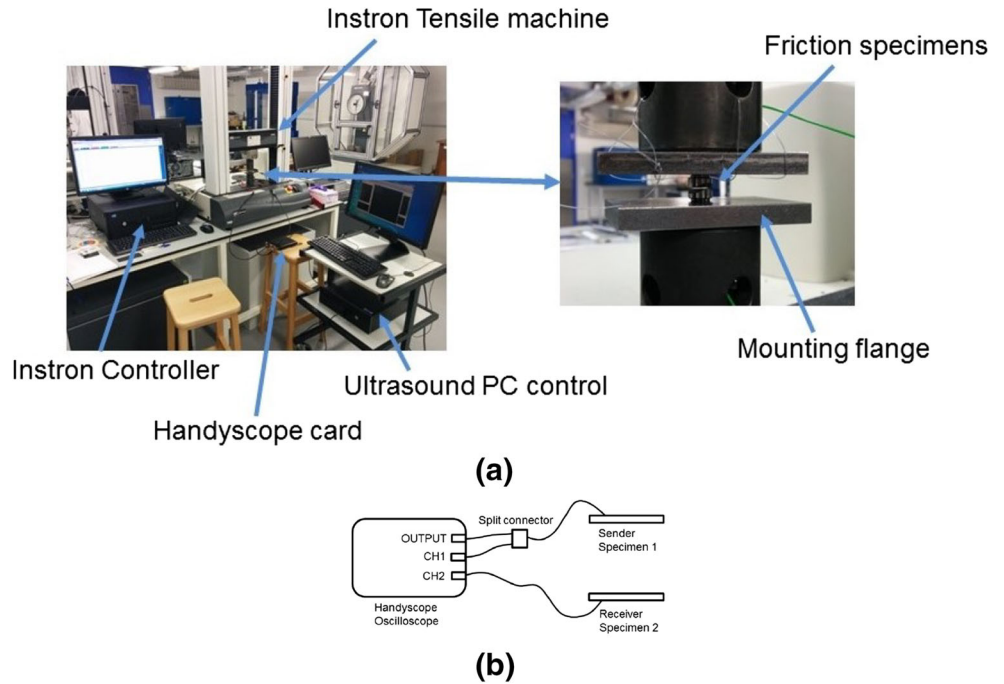 Instron Tensile machine
Friction specimens
Instron Controller
Ultrasound PC control
Mounting flange
Handyscope card
(a)
Split connector
OUTPUT
CH1
CH2
Sender
Specimen 1
Handyscope
Oscilloscope
Receiver
Specimen 2
(b)